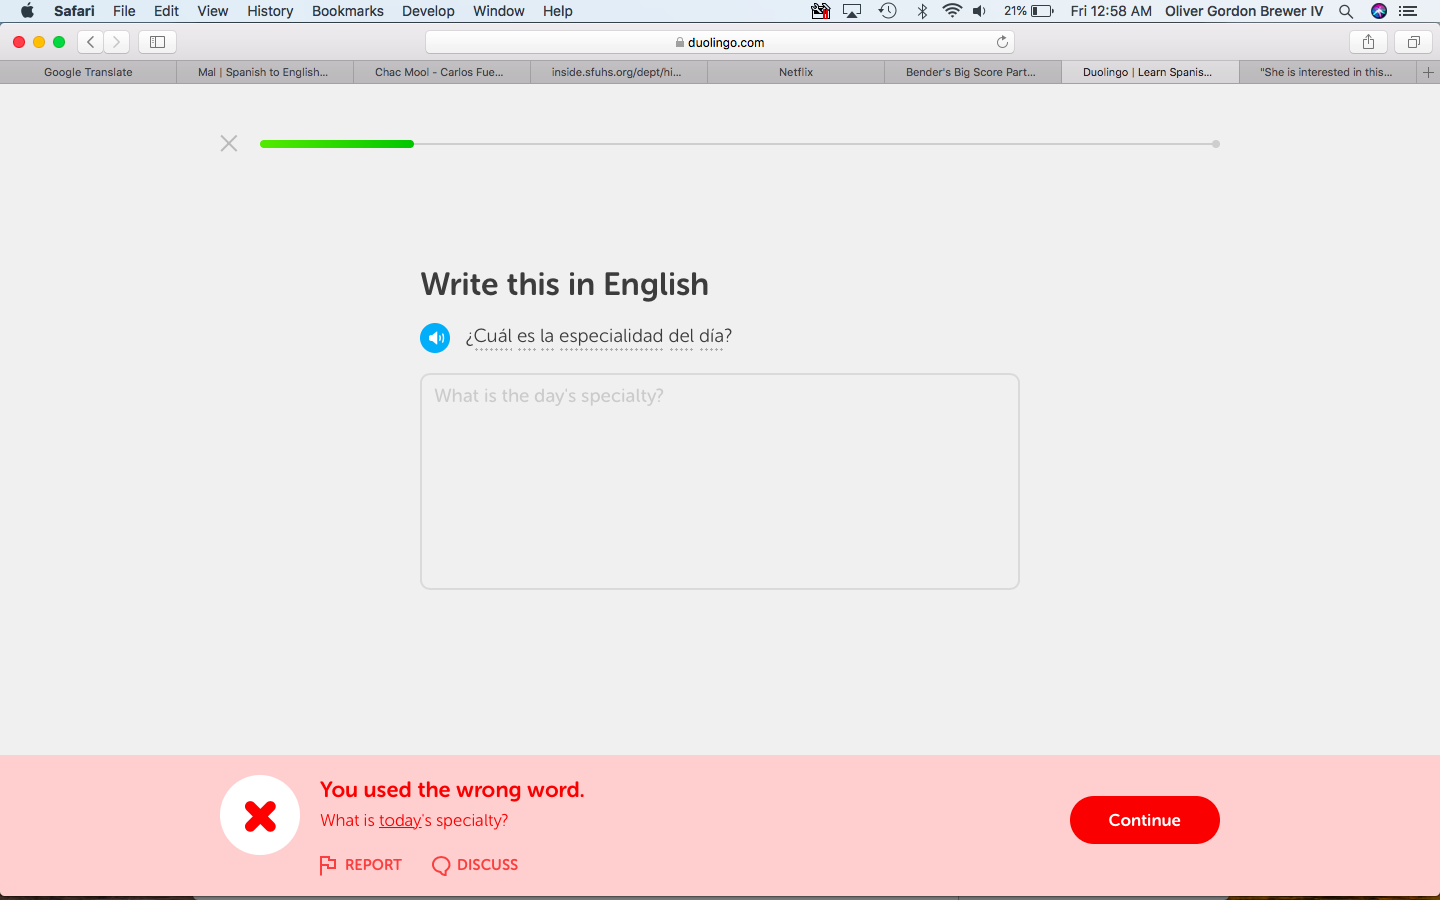 Safari File Edit View History Bookmarks Develop Window Help 21% Fri 12:58 AM Oliver Gordon Brewer IV
duolingo.com
Google Translate Mal | Spanish to English... Chac Mool - Carlos Fue... inside.sfuhs.org/dept/hi... Netflix Bender's Big Score Part... Duolingo | Learn Spanis... "She is interested in this...
Write this in English
¿Cuál es la especialidad del día?
What is the day's specialty?
You used the wrong word.
What is today's specialty?
Continue
REPORT DISCUSS